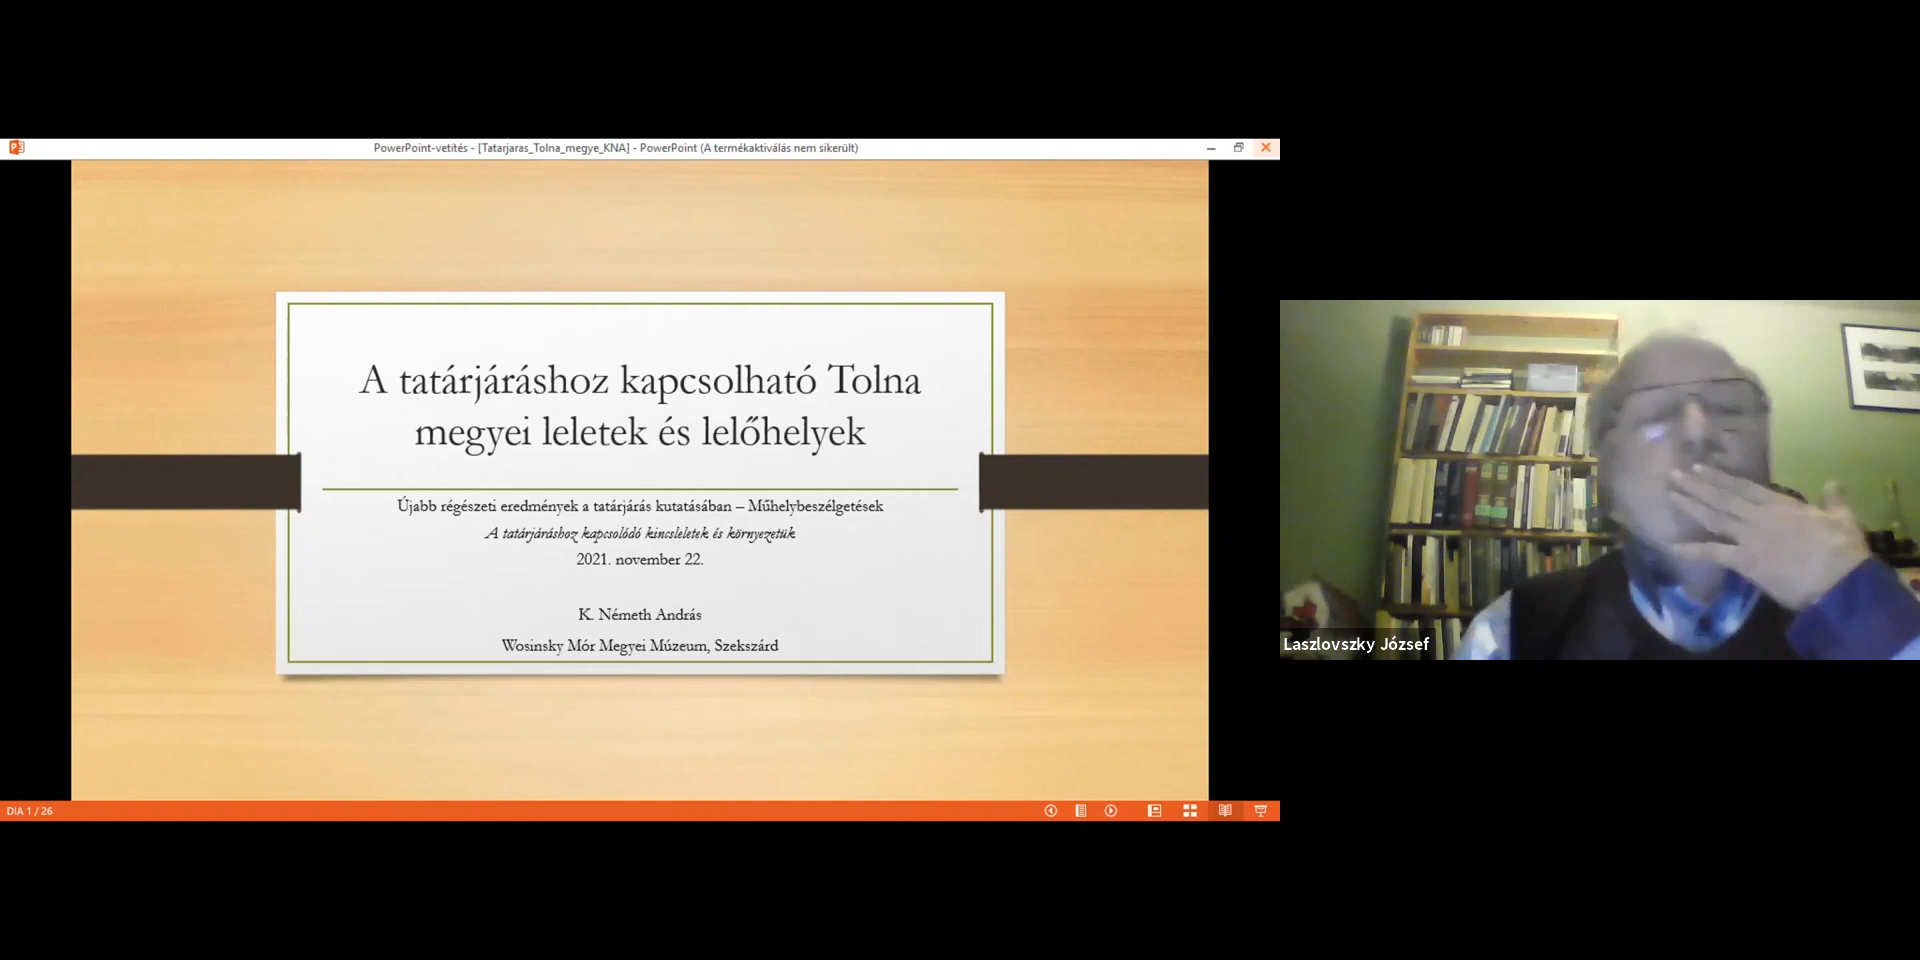 PowerPoint-vetítés - [Tatarjaras_Tolna_megye_KNA] - PowerPoint (A termékaktiválás nem sikerült)
A tatárjáráshoz kapcsolható Tolna
megyei leletek és lelőhelyek
Újabb régészeti eredmények a tatárjárás kutatásában – Műhelybeszélgetések
A tatárjáráshoz kapcsolódó kincsleletek és környezetük
2021. november 22.
K. Németh András
Wosinsky Mór Megyei Múzeum, Szekszárd
Laszlovszky József
DIA 1 / 26